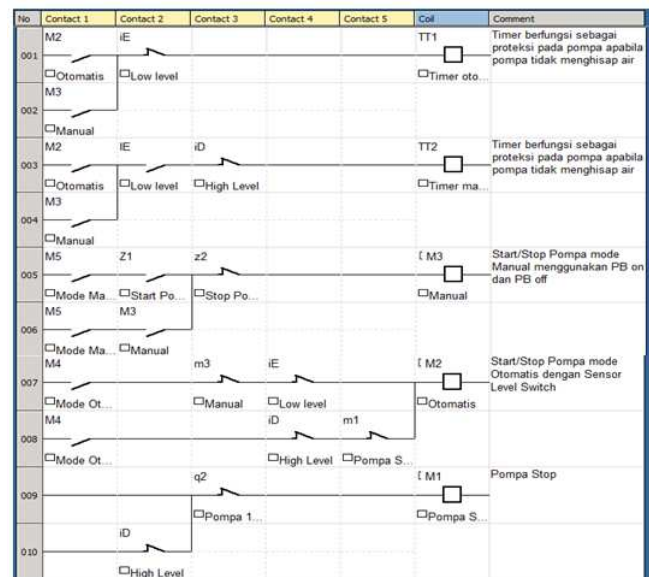 No Contact 1 Contact 2 Contact 3 Contact 4 Contact 5 Coil Comment
M2 iE TT1 Timer berfungsi sebagai
proteksi pada pompa apabila
001 pompa tidak menghisap air
Otomatis Low level Timer oto...
M3
002
Manual
M2 IE iD TT2 Timer berfungsi sebagai
proteksi pada pompa apabila
003 pompa tidak menghisap air
Otomatis Low level High Level Timer ma...
M3
004
Manual
M5 Z1 z2 [ M3 Start/Stop Pompa mode
Manual menggunakan PB on
005 dan PB off
Mode Ma... Start Po... Stop Po... Manual
M5 M3
006
Mode Ma... Manual
M4 m3 iE [ M2 Start/Stop Pompa mode
Otomatis dengan Sensor
007 Level Switch
Mode Ot... Manual Low level Otomatis
M4 iD m1
008
Mode Ot... High Level Pompa S...
q2 [ M1 Pompa Stop
009
Pompa 1... Pompa S...
iD
010
High Level